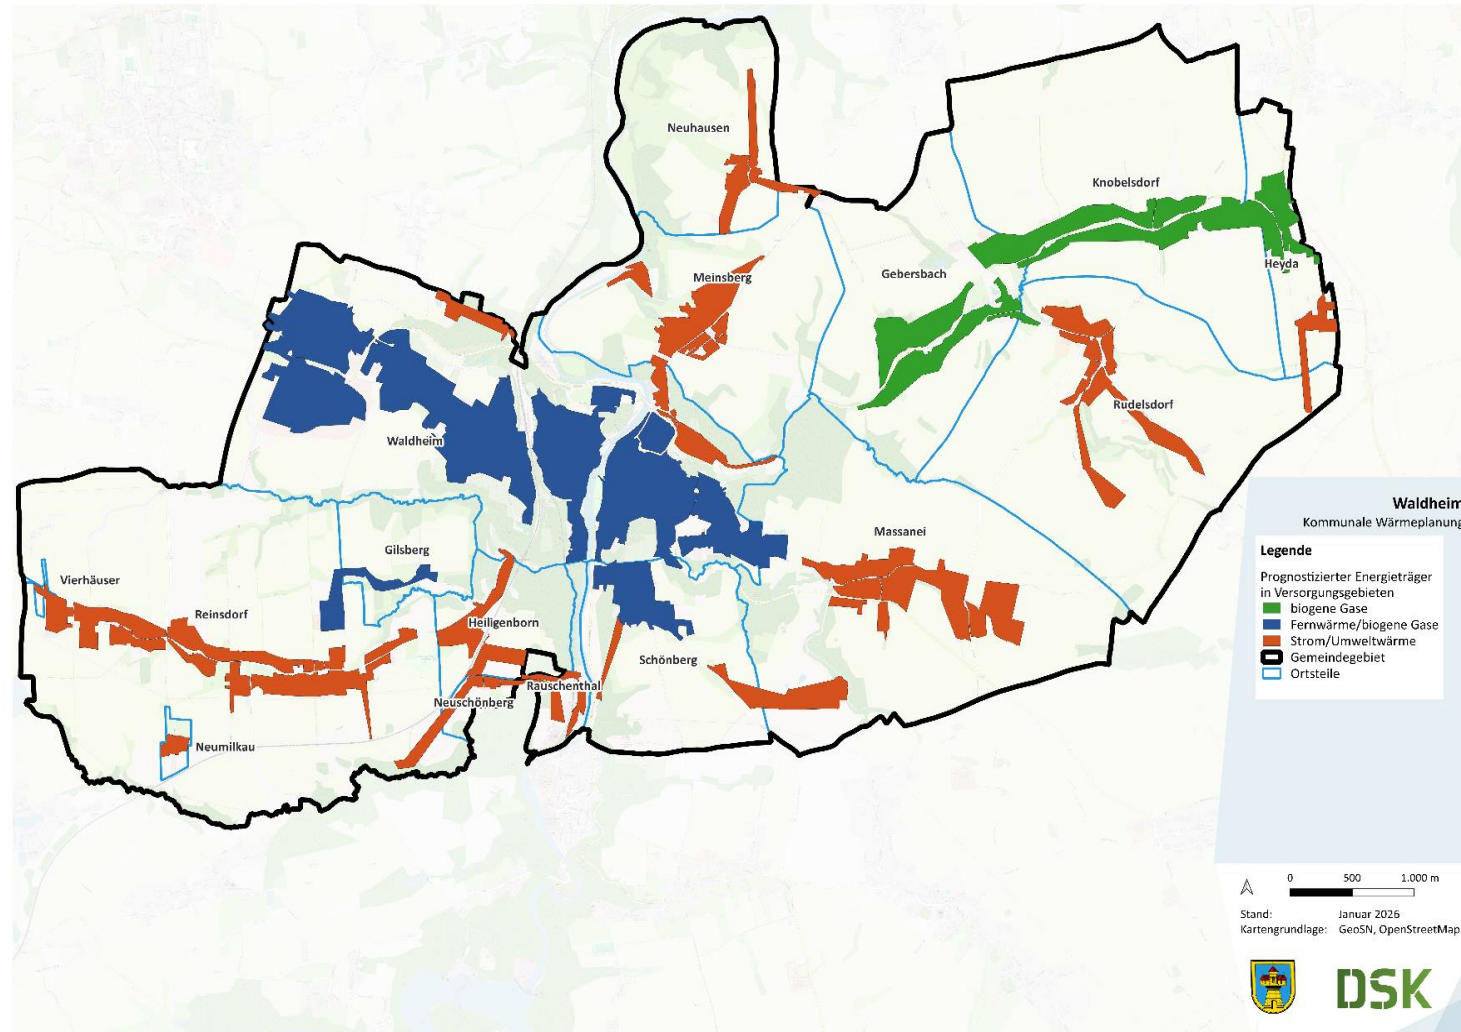 Neuhausen
Knobelsdorf
Meinsberg
Gebersbach
Heyda
Rudelsdorf
Waldheim
Massanei
Gilsberg
Vierhäuser
Reinsdorf
Heiligenborn
Schönberg
Rauschenthal
Neuschönberg
Neumilkau
Waldheim
Kommunale Wärmeplanung
Legende
Prognostizierter Energieträger
in Versorgungsgebieten
biogene Gase
Fernwärme/biogene Gase
Strom/Umweltwärme
Gemeindegebiet
Ortsteile
0 500 1.000 m
Stand: Januar 2026
Kartengrundlage: GeoSN, OpenStreetMap
DSK